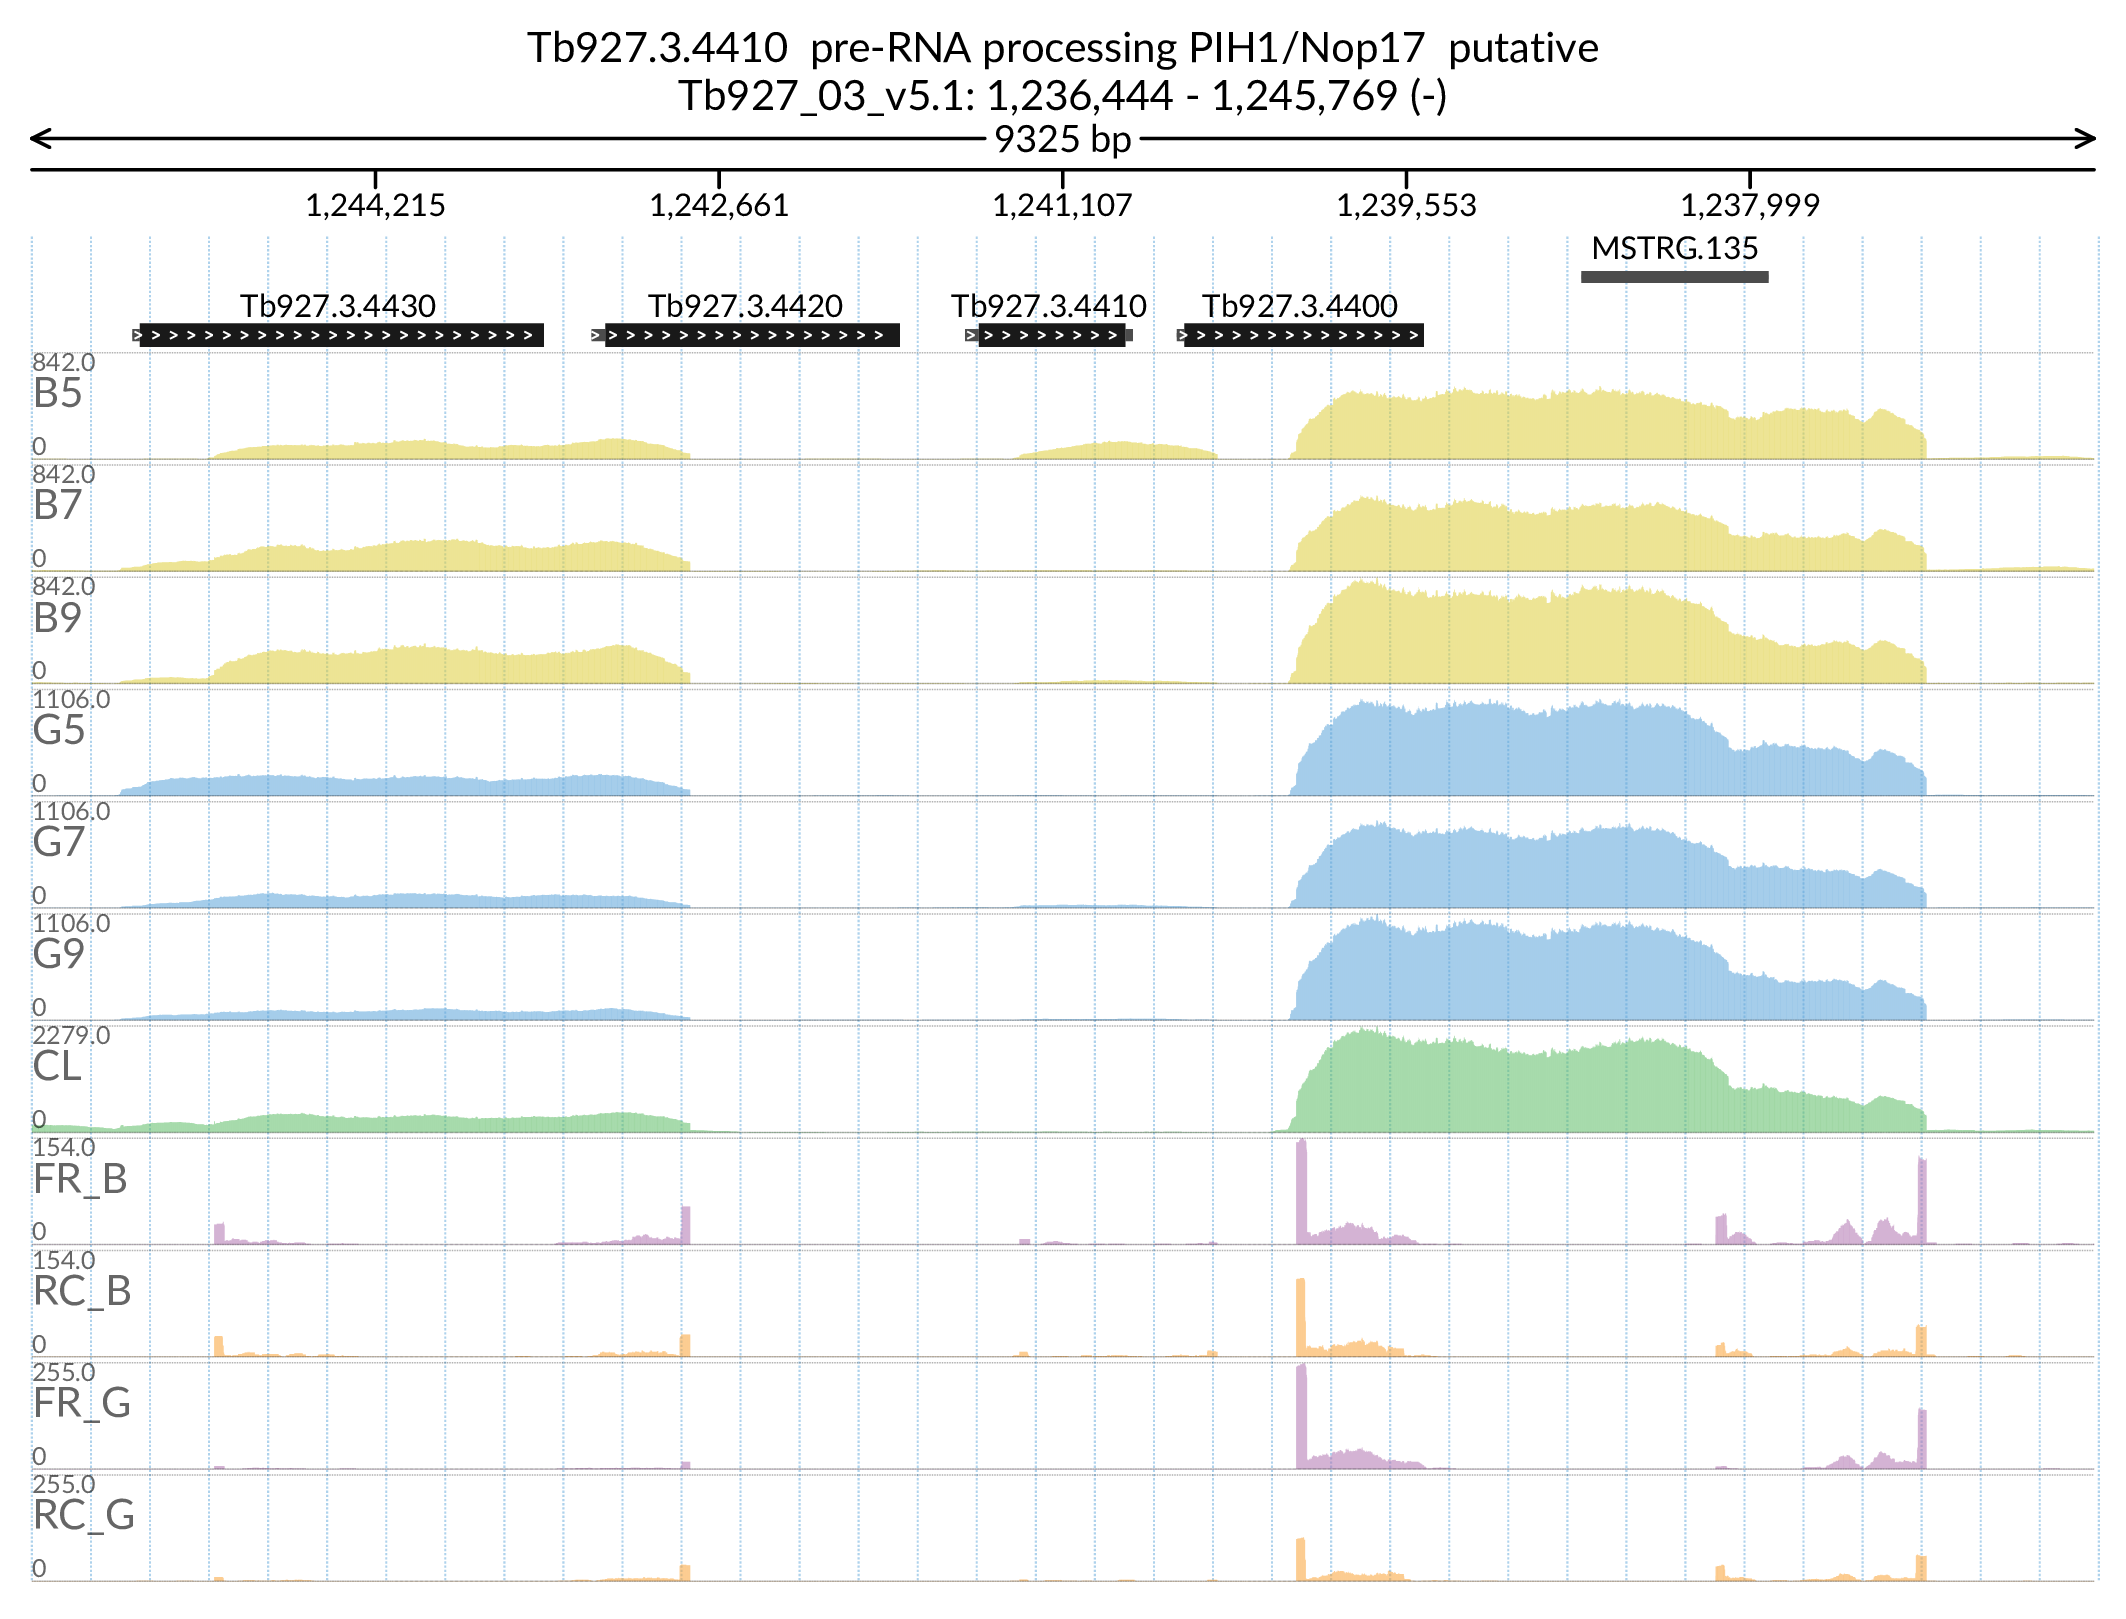 Tb927.3.4410  pre-RNA processing PIH1/Nop17  putative
Tb927_03_v5.1: 1,236,444 - 1,245,769 (-)
9325 bp
1,244,215 1,242,661 1,241,107 1,239,553 1,237,999
MSTRG.135
Tb927.3.4430 Tb927.3.4420 Tb927.3.4410 Tb927.3.4400
842.0
B5
0
842.0
B7
0
842.0
B9
0
1106.0
G5
0
1106.0
G7
0
1106.0
G9
0
2279.0
CL
0
154.0
FR_B
0
154.0
RC_B
0
255.0
FR_G
0
255.0
RC_G
0